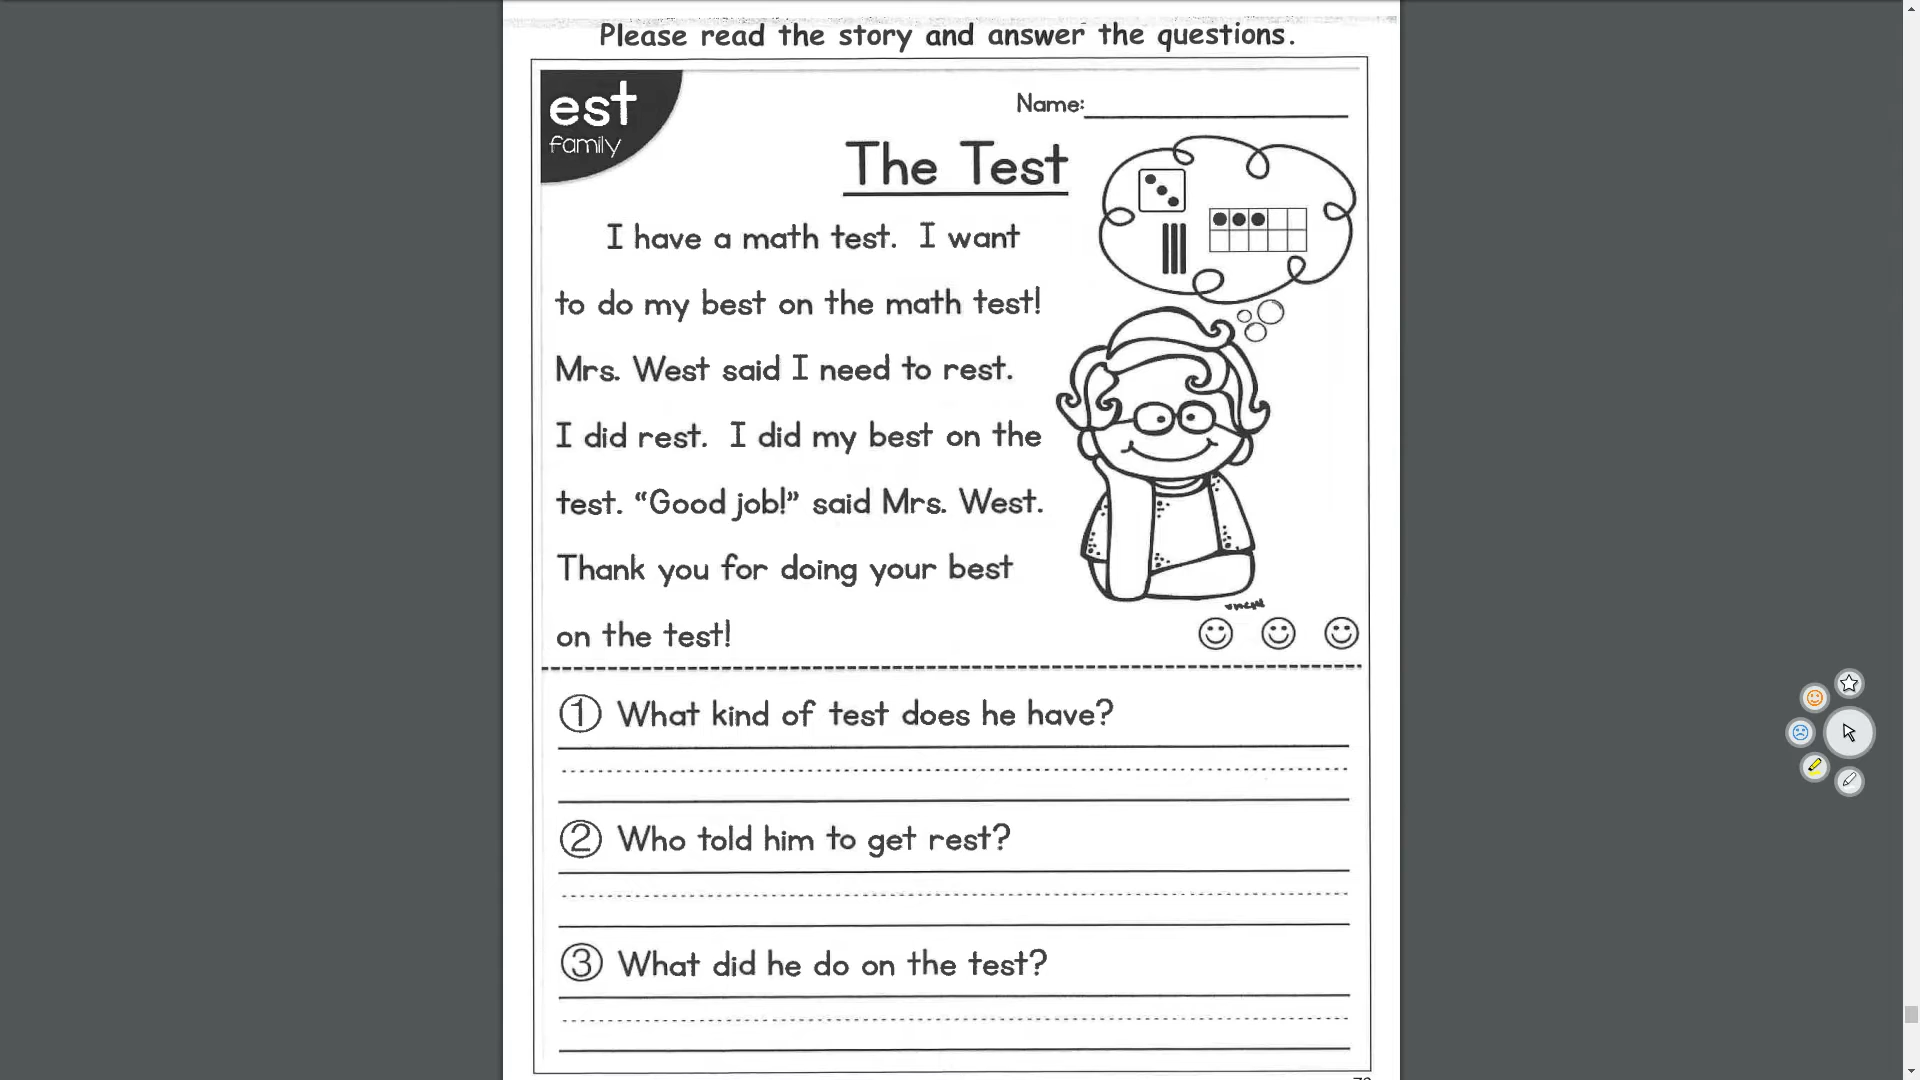 Please read the story and answer the questions.
est
family
Name:
The Test
I have a math test. I want
to do my best on the math test!
Mrs. West said I need to rest.
I did rest. I did my best on the
test. “Good job!” said Mrs. West.
Thank you for doing your best
on the test!
1 What kind of test does he have?
2 Who told him to get rest?
3 What did he do on the test?